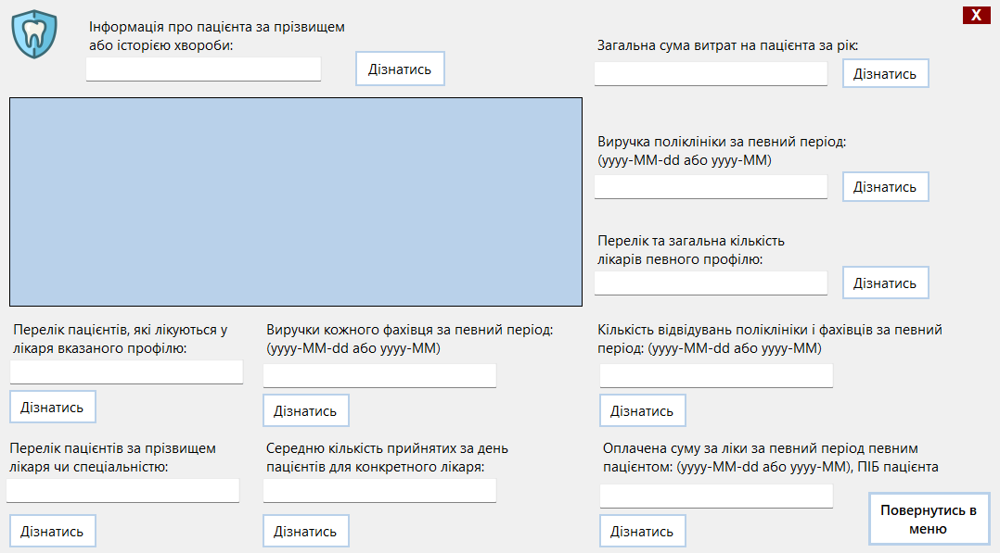 X
Інформація про пацієнта за прізвищем
або історією хвороби:
Дізнатись
Загальна сума витрат на пацієнта за рік:
Дізнатись
Виручка поліклініки за певний період:
(yyyy-MM-dd або yyyy-MM)
Дізнатись
Перелік та загальна кількість
лікарів певного профілю:
Дізнатись
Перелік пацієнтів, які лікуються у
лікаря вказаного профілю:
Дізнатись
Виручки кожного фахівця за певний період:
(yyyy-MM-dd або yyyy-MM)
Дізнатись
Кількість відвідувань поліклініки і фахівців за певний
період: (yyyy-MM-dd або yyyy-MM)
Дізнатись
Перелік пацієнтів за прізвищем
лікаря чи спеціальністю:
Дізнатись
Середню кількість прийнятих за день
пацієнтів для конкретного лікаря:
Дізнатись
Оплачена суму за ліки за певний період певним
пацієнтом: (yyyy-MM-dd або yyyy-MM), ПІБ пацієнта
Дізнатись
Повернутись в
меню